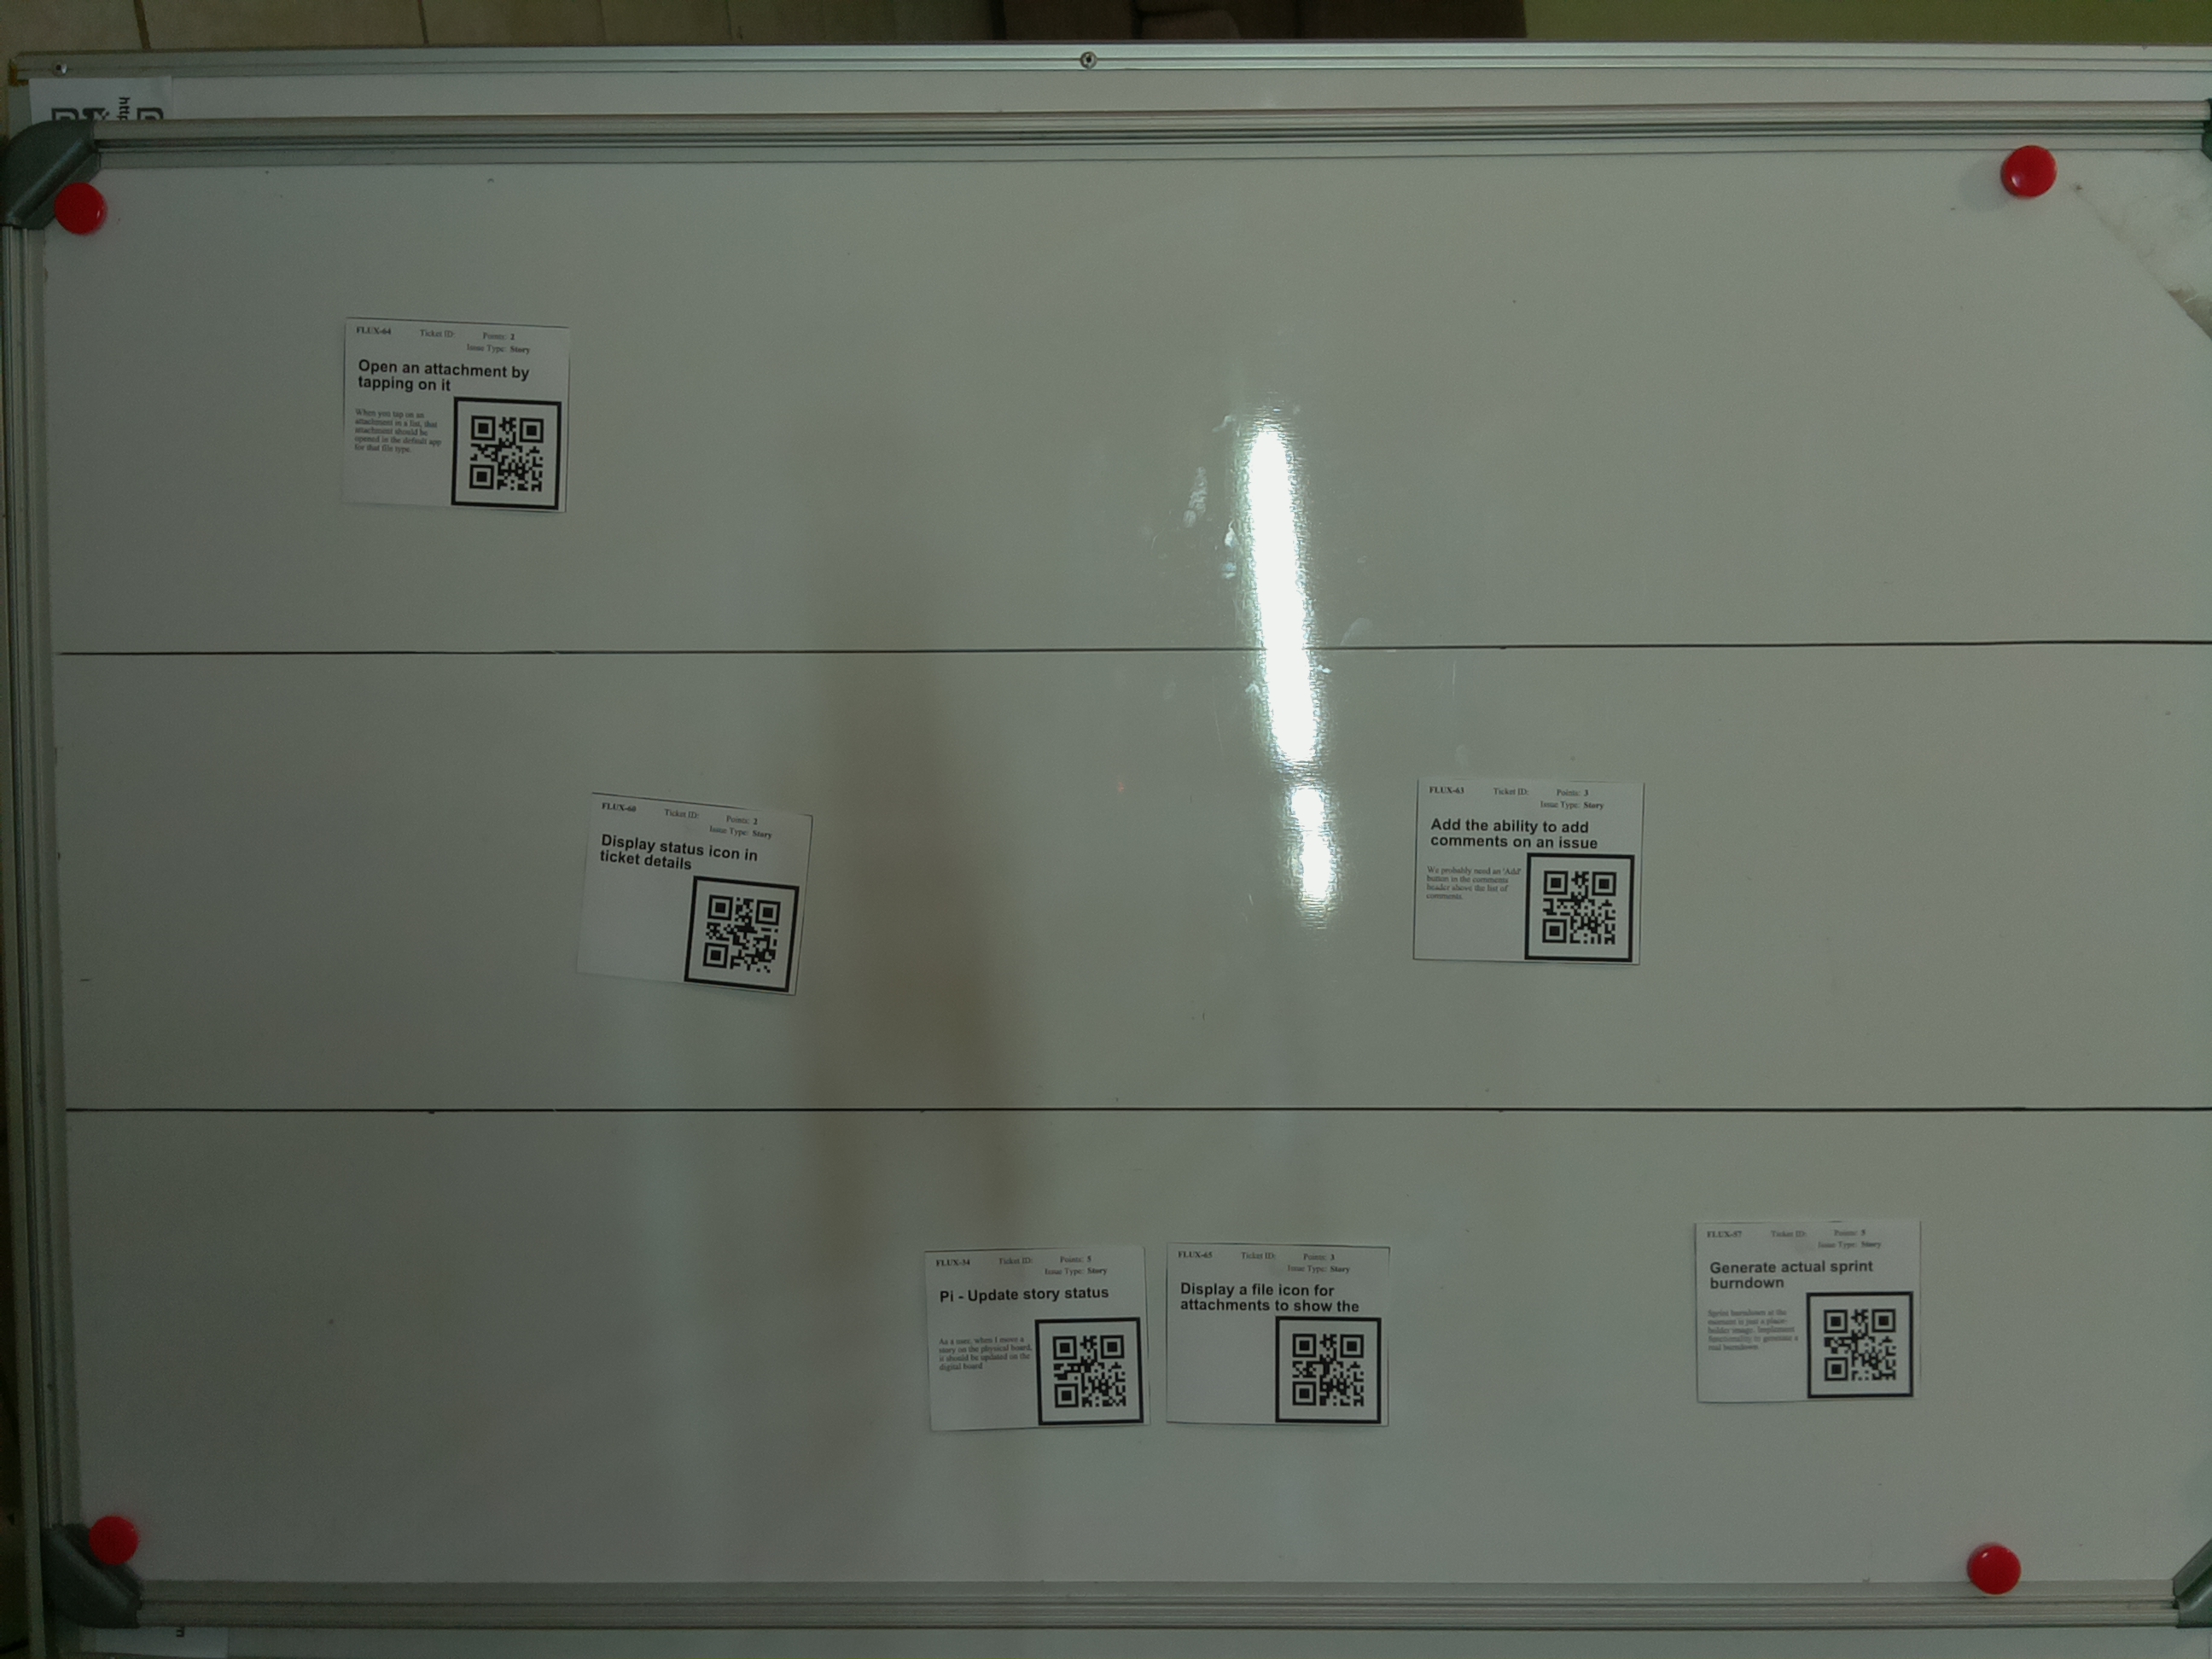 http
FLUX-64 Ticket ID: Points: 2
Issue Type: Story
Open an attachment by
tapping on it
When you tap on an
attachment in a list, that
attachment should be
opened in the default app
for that file type.
FLUX-60 Ticket ID: Points: 2
Issue Type: Story
Display status icon in
ticket details
FLUX-63 Ticket ID: Points: 3
Issue Type: Story
Add the ability to add
comments on an issue
We probably need an 'Add'
button in the comments
header above the list of
comments.
FLUX-34 Ticket ID: Points: 5
Issue Type: Story
Pi - Update story status
As a user, when I move a
story on the physical board,
it should be updated on the
digital board
FLUX-65 Ticket ID: Points: 3
Issue Type: Story
Display a file icon for
attachments to show the
FLUX-57 Ticket ID: Points: 5
Issue Type: Story
Generate actual sprint
burndown
Sprint burndown at the
moment is just a place-
holder image. Implement
functionality to generate a
real burndown.